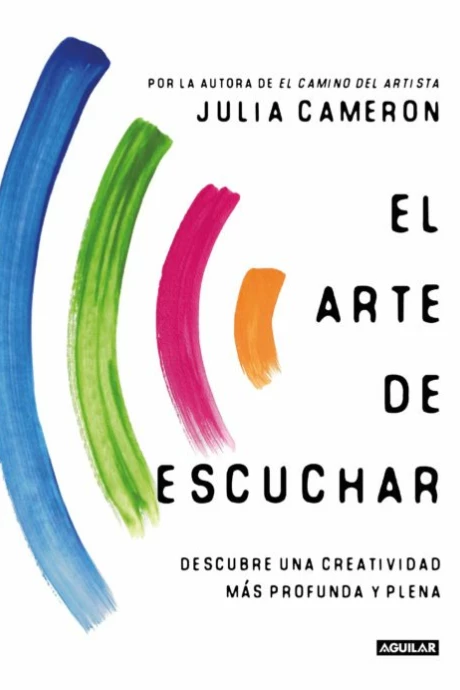 POR LA AUTORA DE EL CAMINO DEL ARTISTA
JULIA CAMERON
EL
ARTE
DE
ESCUCHAR
DESCUBRE UNA CREATIVIDAD
MÁS PROFUNDA Y PLENA
AGUILAR